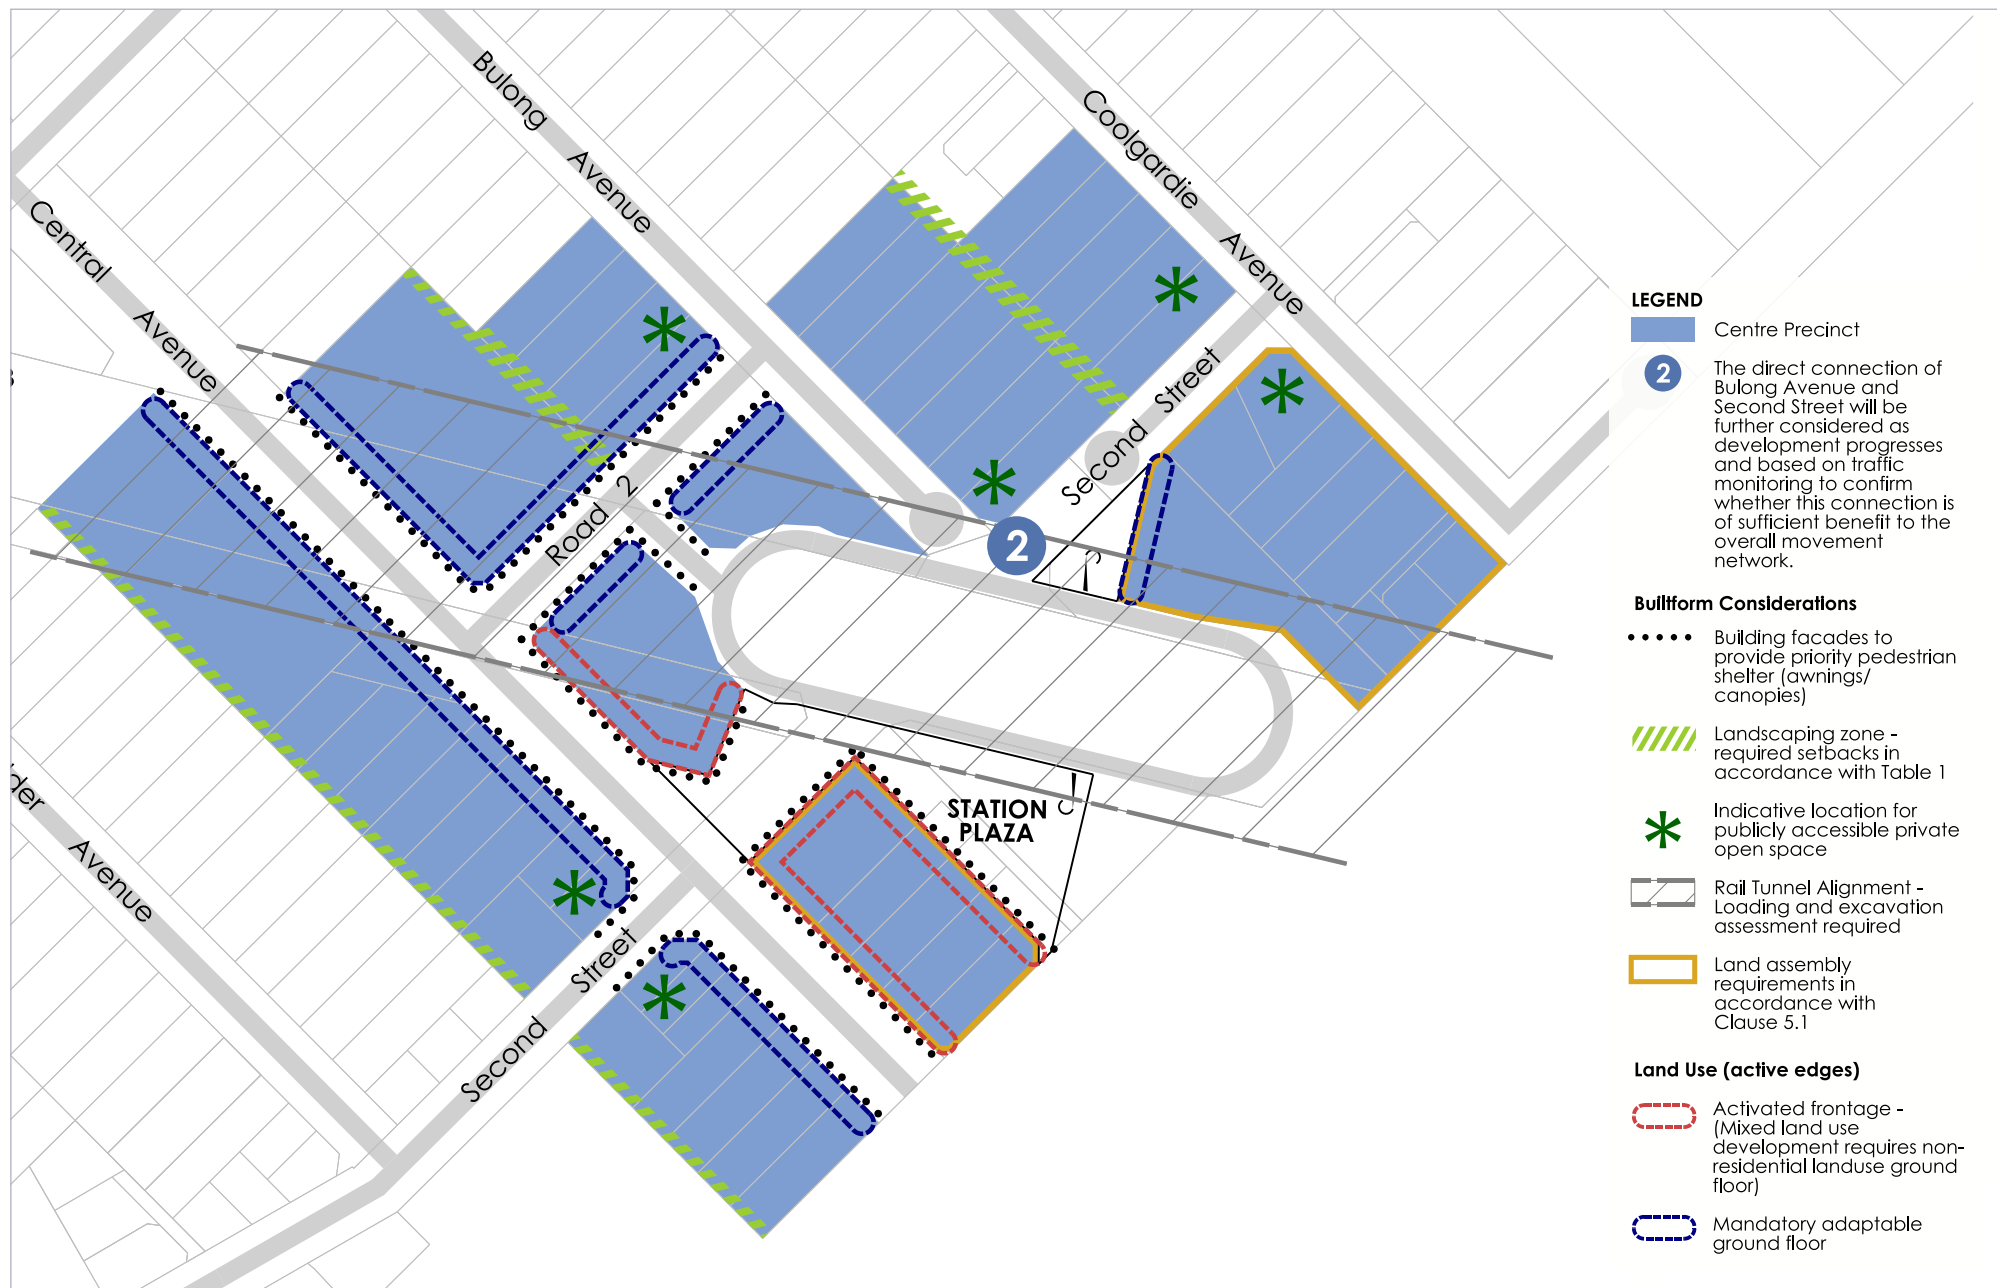 Bulong
Avenue
Coolgardie
Avenue
Central
Avenue
Second Street
Road 2
2
STATION
PLAZA
der
Avenue
Second
Street
LEGEND
Centre Precinct
2
The direct connection of
Bulong Avenue and
Second Street will be
further considered as
development progresses
and based on traffic
monitoring to confirm
whether this connection is
of sufficient benefit to the
overall movement
network.
Builtform Considerations
Building facades to
provide priority pedestrian
shelter (awnings/
canopies)
Landscaping zone -
required setbacks in
accordance with Table 1
Indicative location for
publicly accessible private
open space
Rail Tunnel Alignment -
Loading and excavation
assessment required
Land assembly
requirements in
accordance with
Clause 5.1
Land Use (active edges)
Activated frontage -
(Mixed land use
development requires non-
residential landuse ground
floor)
Mandatory adaptable
ground floor